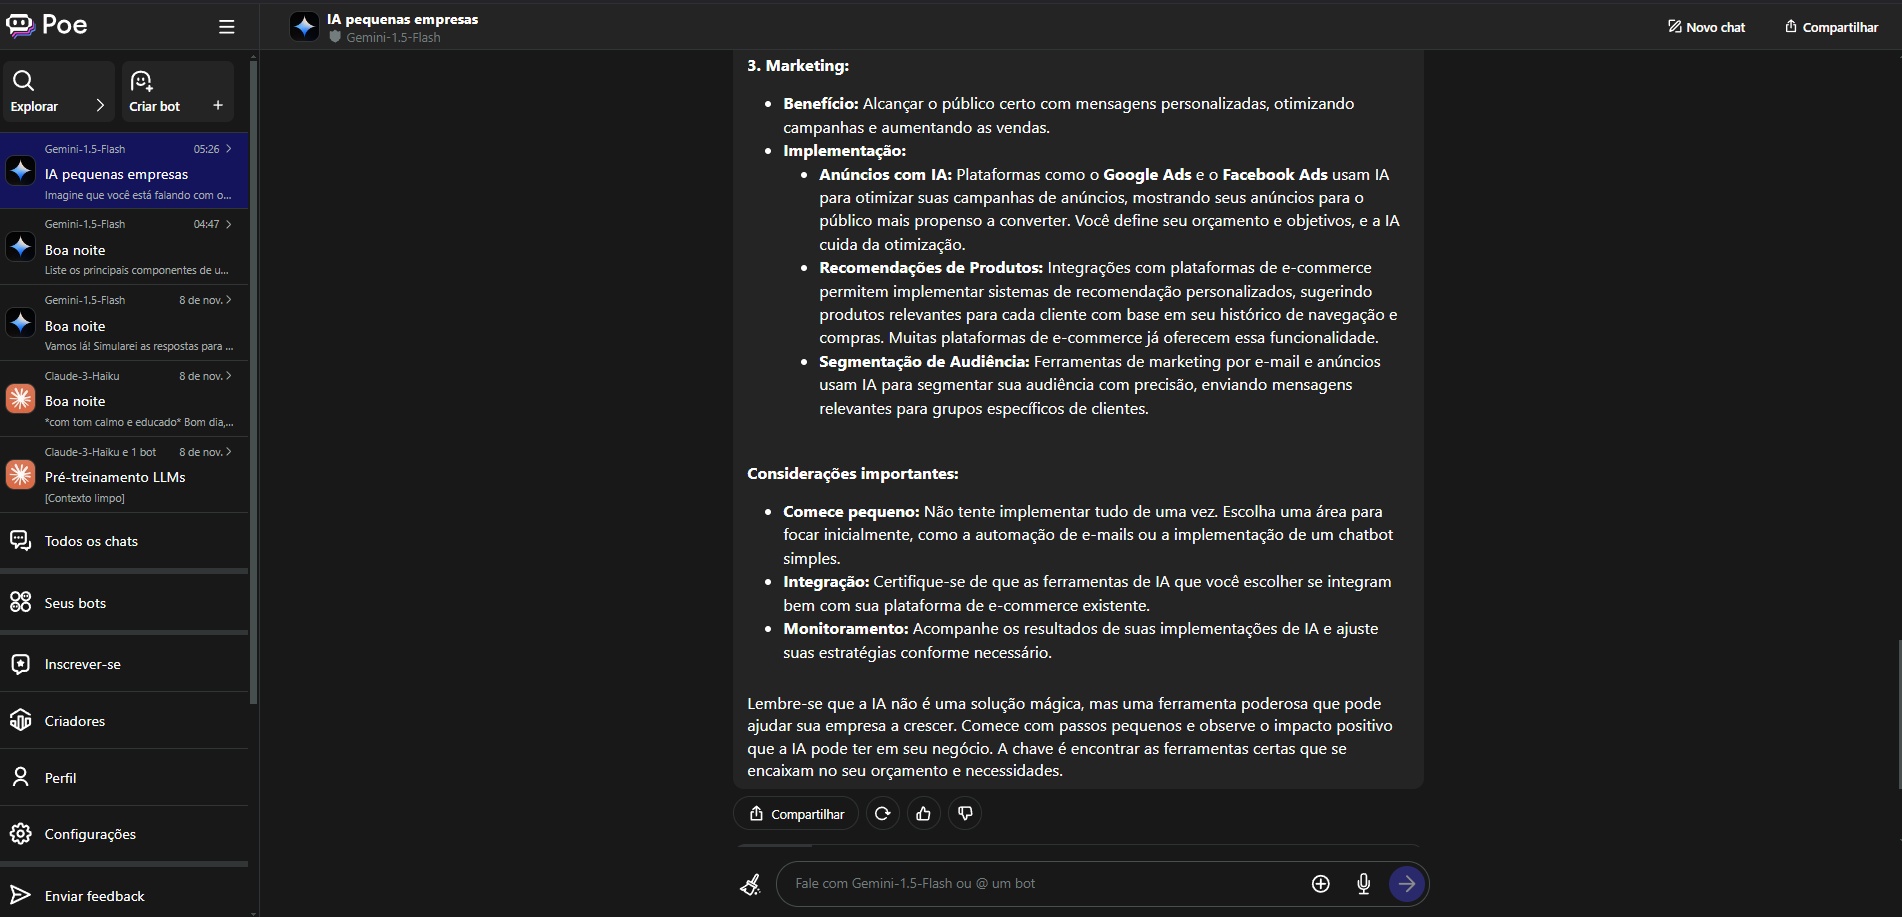 Poe
Explorar
Criar bot
Gemini-1.5-Flash 05:26
IA pequenas empresas
Imagine que você está falando com o...
Gemini-1.5-Flash 04:47
Boa noite
Liste os principais componentes de u...
Gemini-1.5-Flash 8 de nov.
Boa noite
Vamos lá! Simularei as respostas para ...
Claude-3-Haiku 8 de nov.
Boa noite
*com tom calmo e educado* Bom dia,...
Claude-3-Haiku e 1 bot 8 de nov.
Pré-treinamento LLMs
[Contexto limpo]
Todos os chats
Seus bots
Inscrever-se
Criadores
Perfil
Configurações
Enviar feedback
IA pequenas empresas
Gemini-1.5-Flash
Novo chat
Compartilhar
3. Marketing:
Benefício: Alcançar o público certo com mensagens personalizadas, otimizando
campanhas e aumentando as vendas.
Implementação:
Anúncios com IA: Plataformas como o Google Ads e o Facebook Ads usam IA
para otimizar suas campanhas de anúncios, mostrando seus anúncios para o
público mais propenso a converter. Você define seu orçamento e objetivos, e a IA
cuida da otimização.
Recomendações de Produtos: Integrações com plataformas de e-commerce
permitem implementar sistemas de recomendação personalizados, sugerindo
produtos relevantes para cada cliente com base em seu histórico de navegação e
compras. Muitas plataformas de e-commerce já oferecem essa funcionalidade.
Segmentação de Audiência: Ferramentas de marketing por e-mail e anúncios
usam IA para segmentar sua audiência com precisão, enviando mensagens
relevantes para grupos específicos de clientes.
Considerações importantes:
Comece pequeno: Não tente implementar tudo de uma vez. Escolha uma área para
focar inicialmente, como a automação de e-mails ou a implementação de um chatbot
simples.
Integração: Certifique-se de que as ferramentas de IA que você escolher se integram
bem com sua plataforma de e-commerce existente.
Monitoramento: Acompanhe os resultados de suas implementações de IA e ajuste
suas estratégias conforme necessário.
Lembre-se que a IA não é uma solução mágica, mas uma ferramenta poderosa que pode
ajudar sua empresa a crescer. Comece com passos pequenos e observe o impacto positivo
que a IA pode ter em seu negócio. A chave é encontrar as ferramentas certas que se
encaixam no seu orçamento e necessidades.
Compartilhar
Fale com Gemini-1.5-Flash ou @ um bot